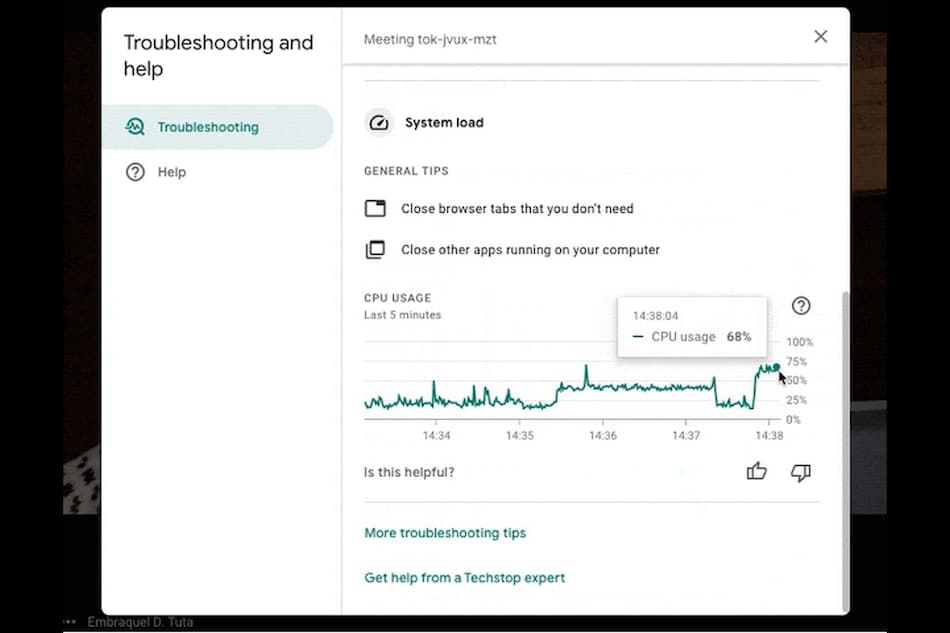 Troubleshooting and
help
Troubleshooting
Help
Meeting tok-jvux-mzt
System load
GENERAL TIPS
Close browser tabs that you don't need
Close other apps running on your computer
CPU USAGE
Last 5 minutes
14:38:04
CPU usage 68%
100%
75%
50%
25%
0%
14:34 14:35 14:36 14:37 14:38
Is this helpful?
More troubleshooting tips
Get help from a Techstop expert
Embraquel D. Tuta